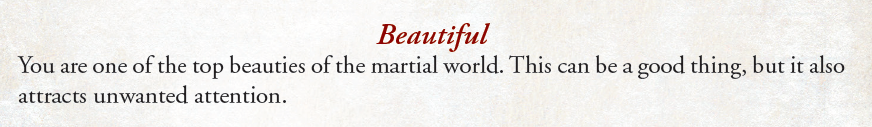 Beautiful
You are one of the top beauties of the martial world. This can be a good thing, but it also
attracts unwanted attention.